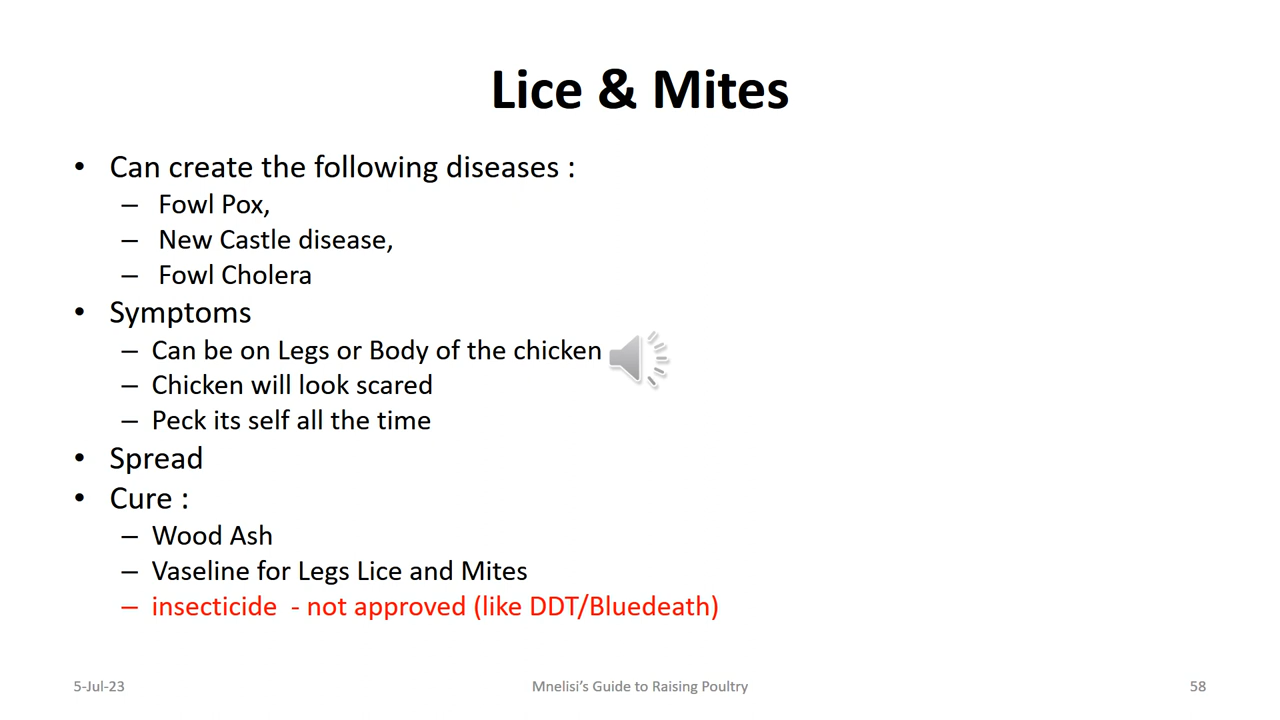 Lice & Mites
• Can create the following diseases :
– Fowl Pox,
– New Castle disease,
– Fowl Cholera
• Symptoms
– Can be on Legs or Body of the chicken
– Chicken will look scared
– Peck its self all the time
• Spread
• Cure :
– Wood Ash
– Vaseline for Legs Lice and Mites
– insecticide - not approved (like DDT/Bluedeath)
5-Jul-23
Mnelisi’s Guide to Raising Poultry
58